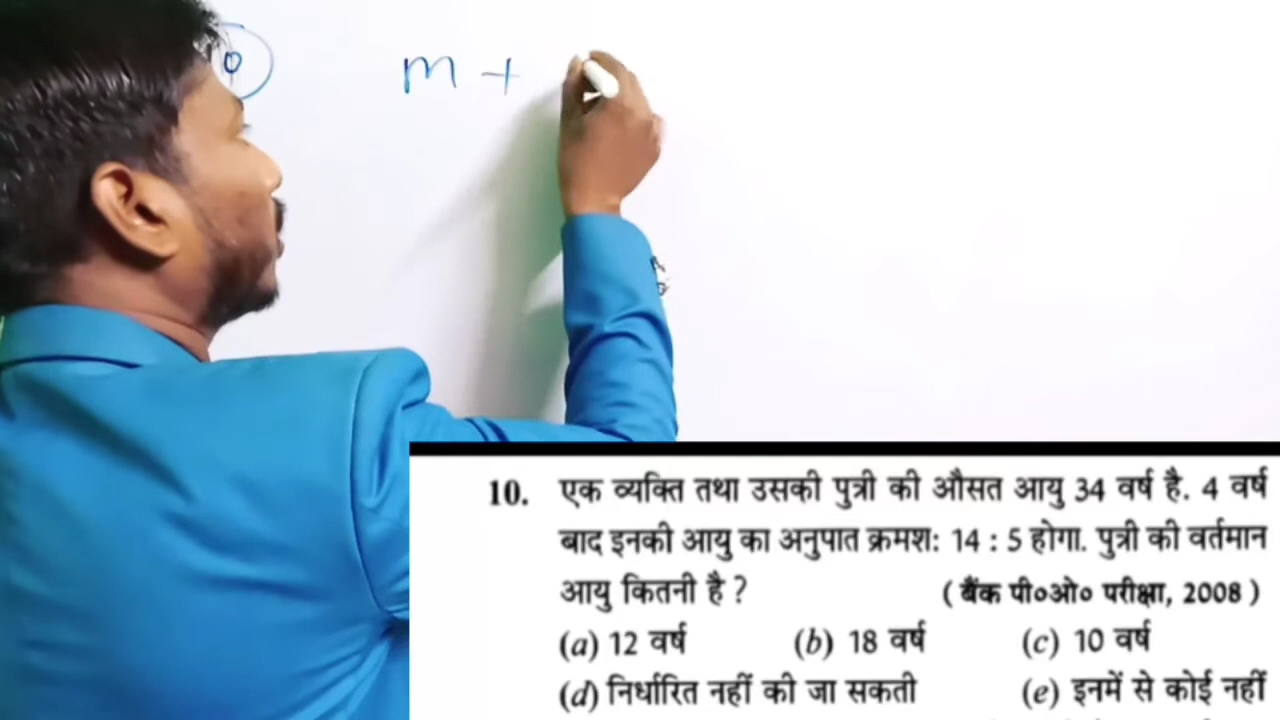 10
m +
10. एक व्यक्ति तथा उसकी पुत्री की औसत आयु 34 वर्ष है. 4 वर्ष
बाद इनकी आयु का अनुपात क्रमश: 14 : 5 होगा. पुत्री की वर्तमान
आयु कितनी है ? ( बैंक पी०ओ० परीक्षा, 2008 )
(a) 12 वर्ष (b) 18 वर्ष (c) 10 वर्ष
(d) निर्धारित नहीं की जा सकती (e) इनमें से कोई नहीं